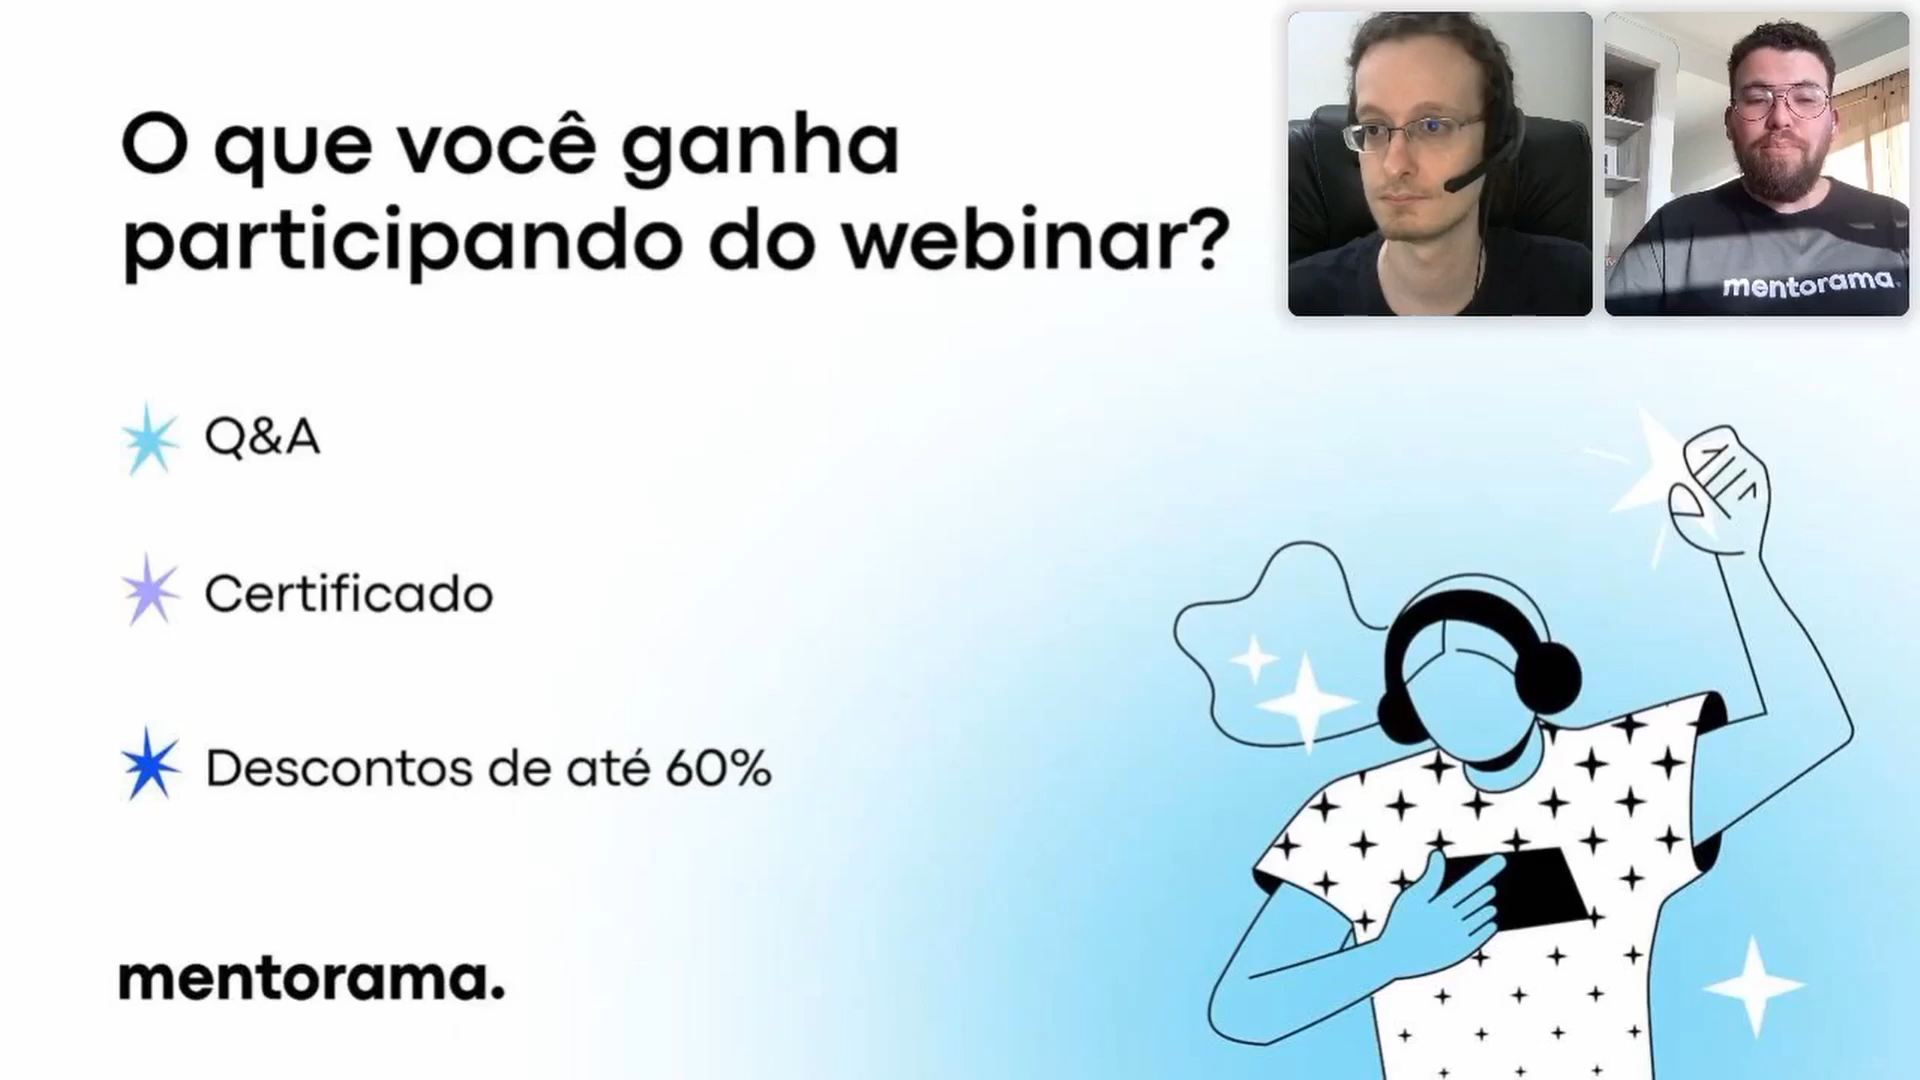 O que você ganha
participando do webinar?
Q&A
Certificado
Descontos de até 60%
mentorama.
mentorama.